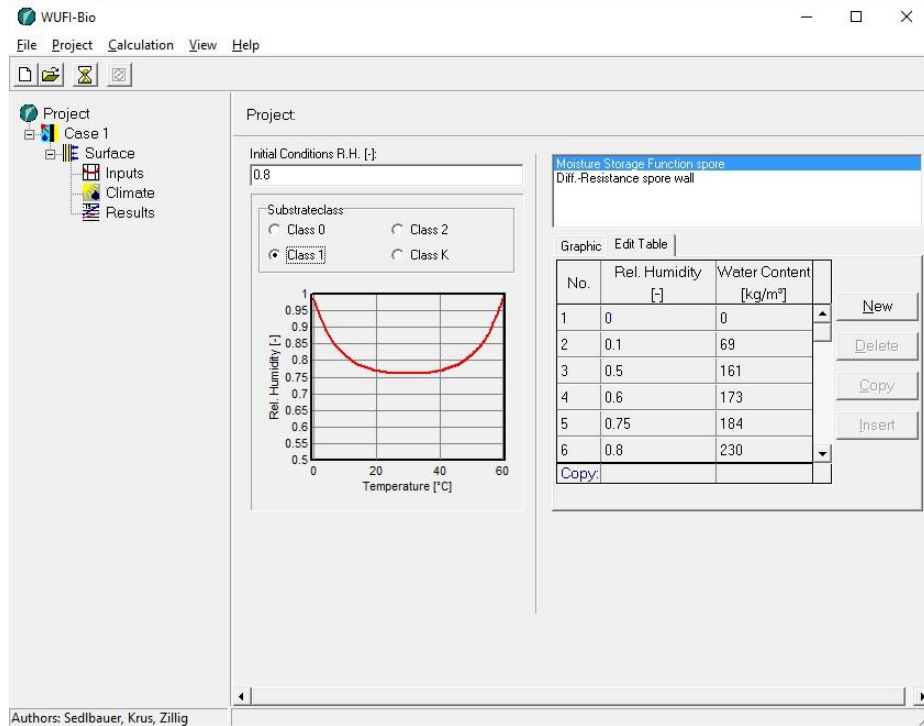 WUFI-Bio
File Project Calculation View Help
Project
Case 1
Surface
Inputs
Climate
Results
Project:
Initial Conditions R.H. [-]:
0.8
Substrateclass
Class 0 Class 2
Class 1 Class K
Rel. Humidity [-]
1
0.95
0.9
0.85
0.8
0.75
0.7
0.65
0.6
0.55
0.5
0 20 40 60
Temperature [°C]
Moisture Storage Function spore
Diff.-Resistance spore wall
Graphic Edit Table
No. Rel. Humidity [-] Water Content [kg/m³]
1 0 0
2 0.1 69
3 0.5 161
4 0.6 173
5 0.75 184
6 0.8 230
Copy:
New
Delete
Copy
Insert
Authors: Sedlbauer, Krus, Zillig